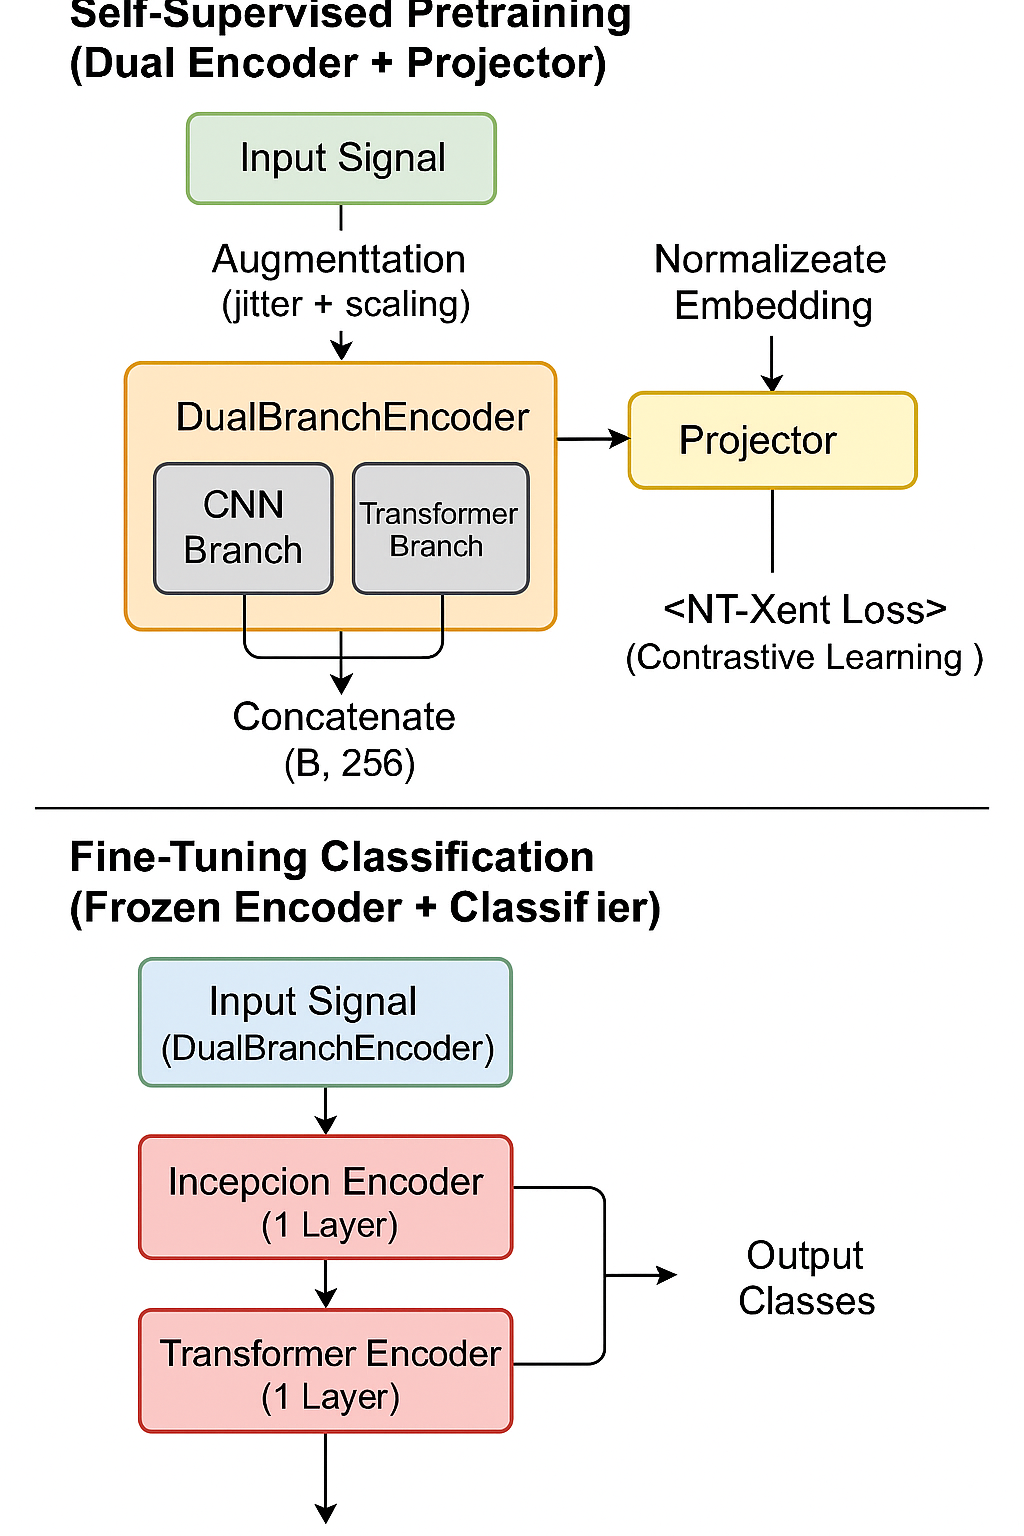 Self-Supervised Pretraining
(Dual Encoder + Projector)
Input Signal
Augmenttation
(jitter + scaling)
Normalizeate
Embedding
DualBranchEncoder
Projector
CNN
Branch
Transformer
Branch
<NT-Xent Loss>
(Contrastive Learning )
Concatenate
(B, 256)
Fine-Tuning Classification
(Frozen Encoder + Classifier)
Input Signal
(DualBranchEncoder)
Incepcion Encoder
(1 Layer)
Output
Classes
Transformer Encoder
(1 Layer)